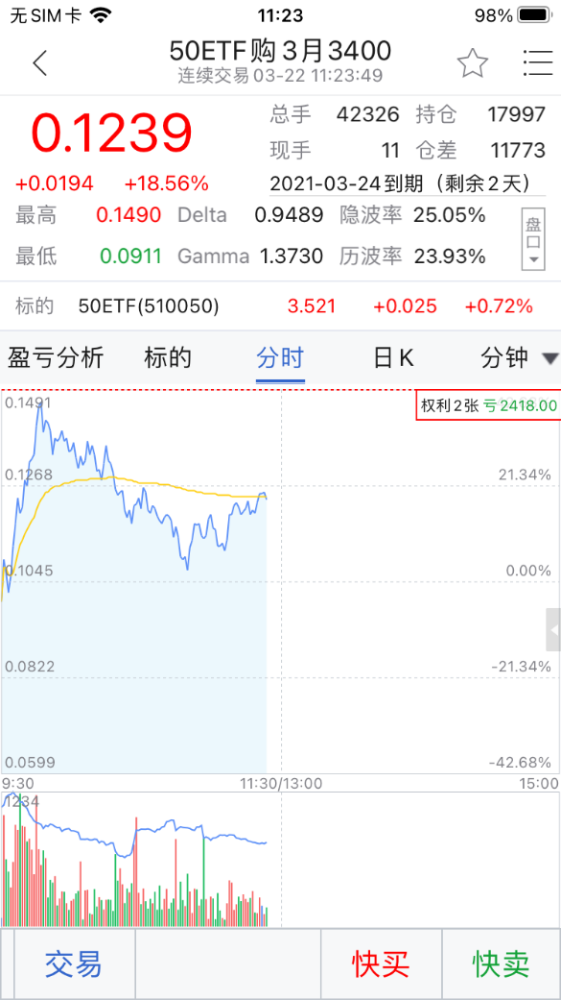 无SIM卡 11:23 98%
50ETF购3月3400
连续交易03-22 11:23:49
0.1239 总手 42326 持仓 17997
现手 11 仓差 11773
+0.0194 +18.56% 2021-03-24到期（剩余2天）
最高 0.1490 Delta 0.9489 隐波率 25.05% 盘口
最低 0.0911 Gamma 1.3730 历波率 23.93%
标的 50ETF(510050) 3.521 +0.025 +0.72%
盈亏分析 标的 分时 日K 分钟
0.1491 权利2张 亏2418.00
0.1268 21.34%
0.1045 0.00%
0.0822 -21.34%
0.0599 -42.68%
9:30 11:30/13:00 15:00
1234
交易 快买 快卖